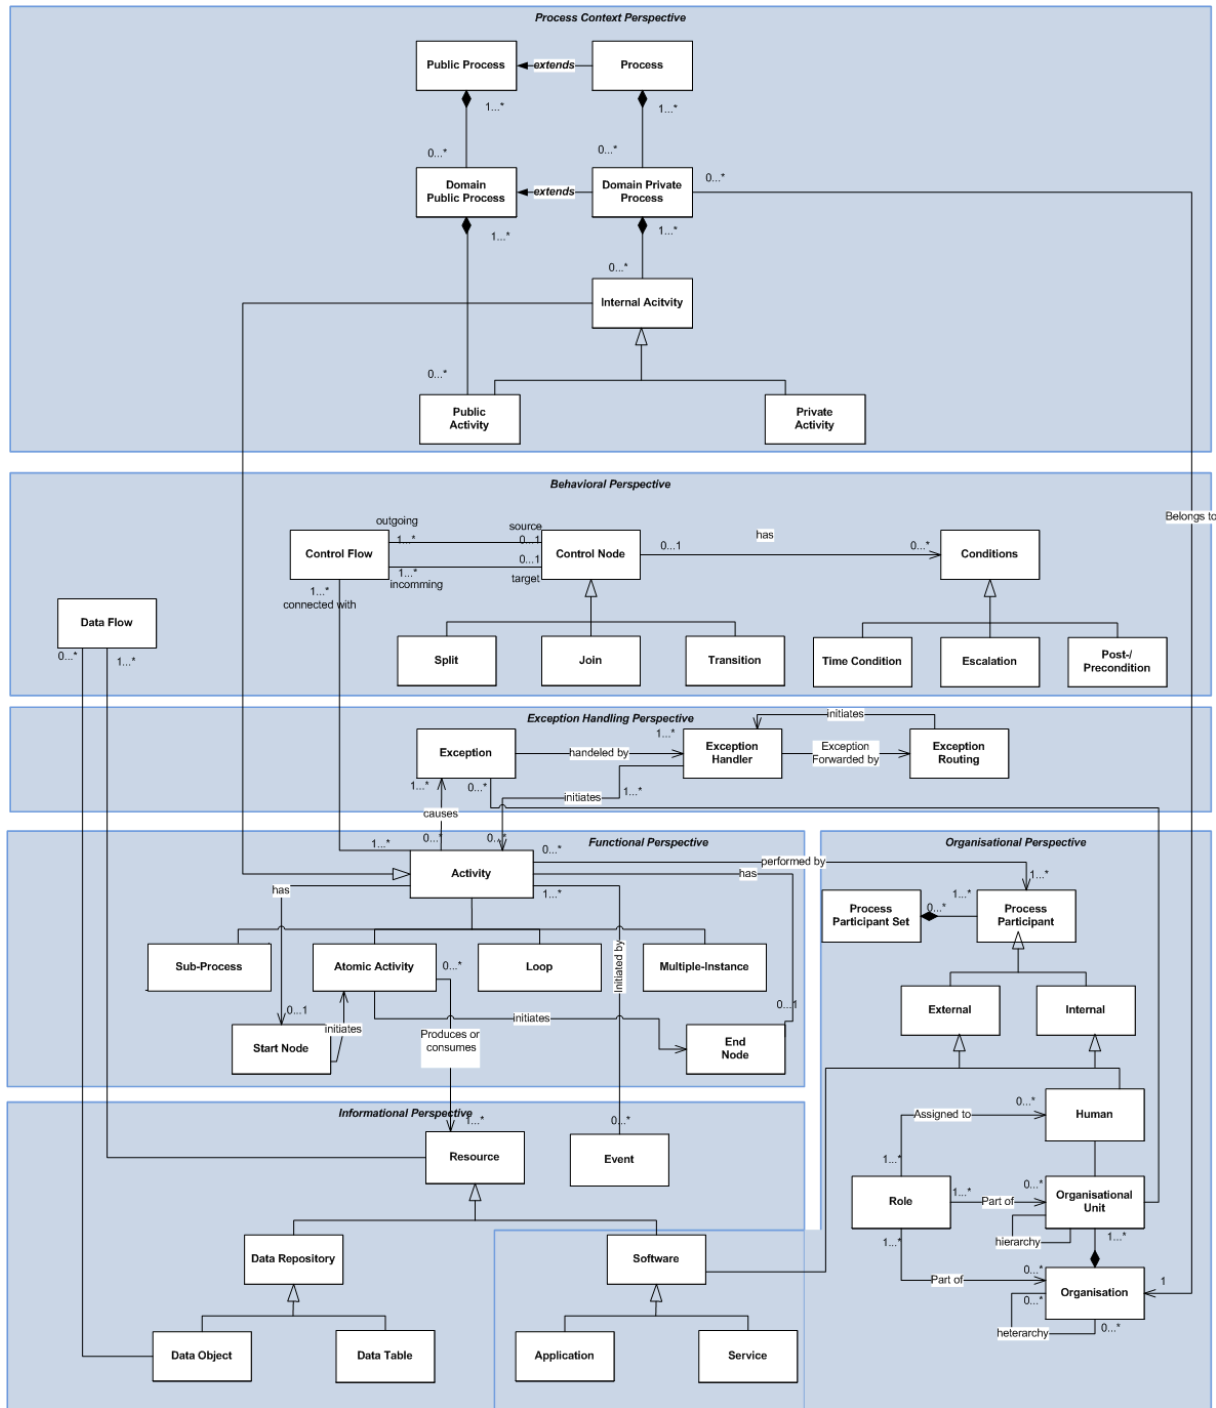 Process Context Perspective
Public Process
extends
Process
1...*
1...*
0...*
0...*
Domain
Public Process
extends
Domain Private
Process
0...*
1...*
1...*
0...*
Internal Acitvity
0...*
Public
Activity
Private
Activity
Belongs to
Behavioral Perspective
outgoing
source
has
1...*
0...1
Control Flow
Control Node
0...1
0...*
Conditions
0...1
1...*
incomming
target
1...*
connected with
Data Flow
0...*
1...*
Split
Join
Transition
Time Condition
Escalation
Post-/
Precondition
Exception Handling Perspective
initiates
1...*
Exception
handeled by
Exception
Handler
Exception
Forwarded by
Exception
Routing
1...*
0...*
initiates
1...*
causes
Functional Perspective
Organisational Perspective
1...*
0...*
0...*
0...*
performed by
Activity
has
1...*
has
1...*
1...*
0...*
Process
Participant Set
Process
Participant
Initiated by
Sub-Process
Atomic Activity
0...*
Loop
Multiple-Instance
0...1
0...1
External
Internal
initiates
initiates
Produces or
consumes
Start Node
End
Node
Informational Perspective
1...*
0...*
Resource
Event
0...*
Assigned to
Human
1...*
0...*
Role
1...*
Part of
Organisational
Unit
1...*
hierarchy
1...*
Data Repository
Software
0...*
Part of
Organisation
1
0...*
heterarchy
0...*
Data Object
Data Table
Application
Service